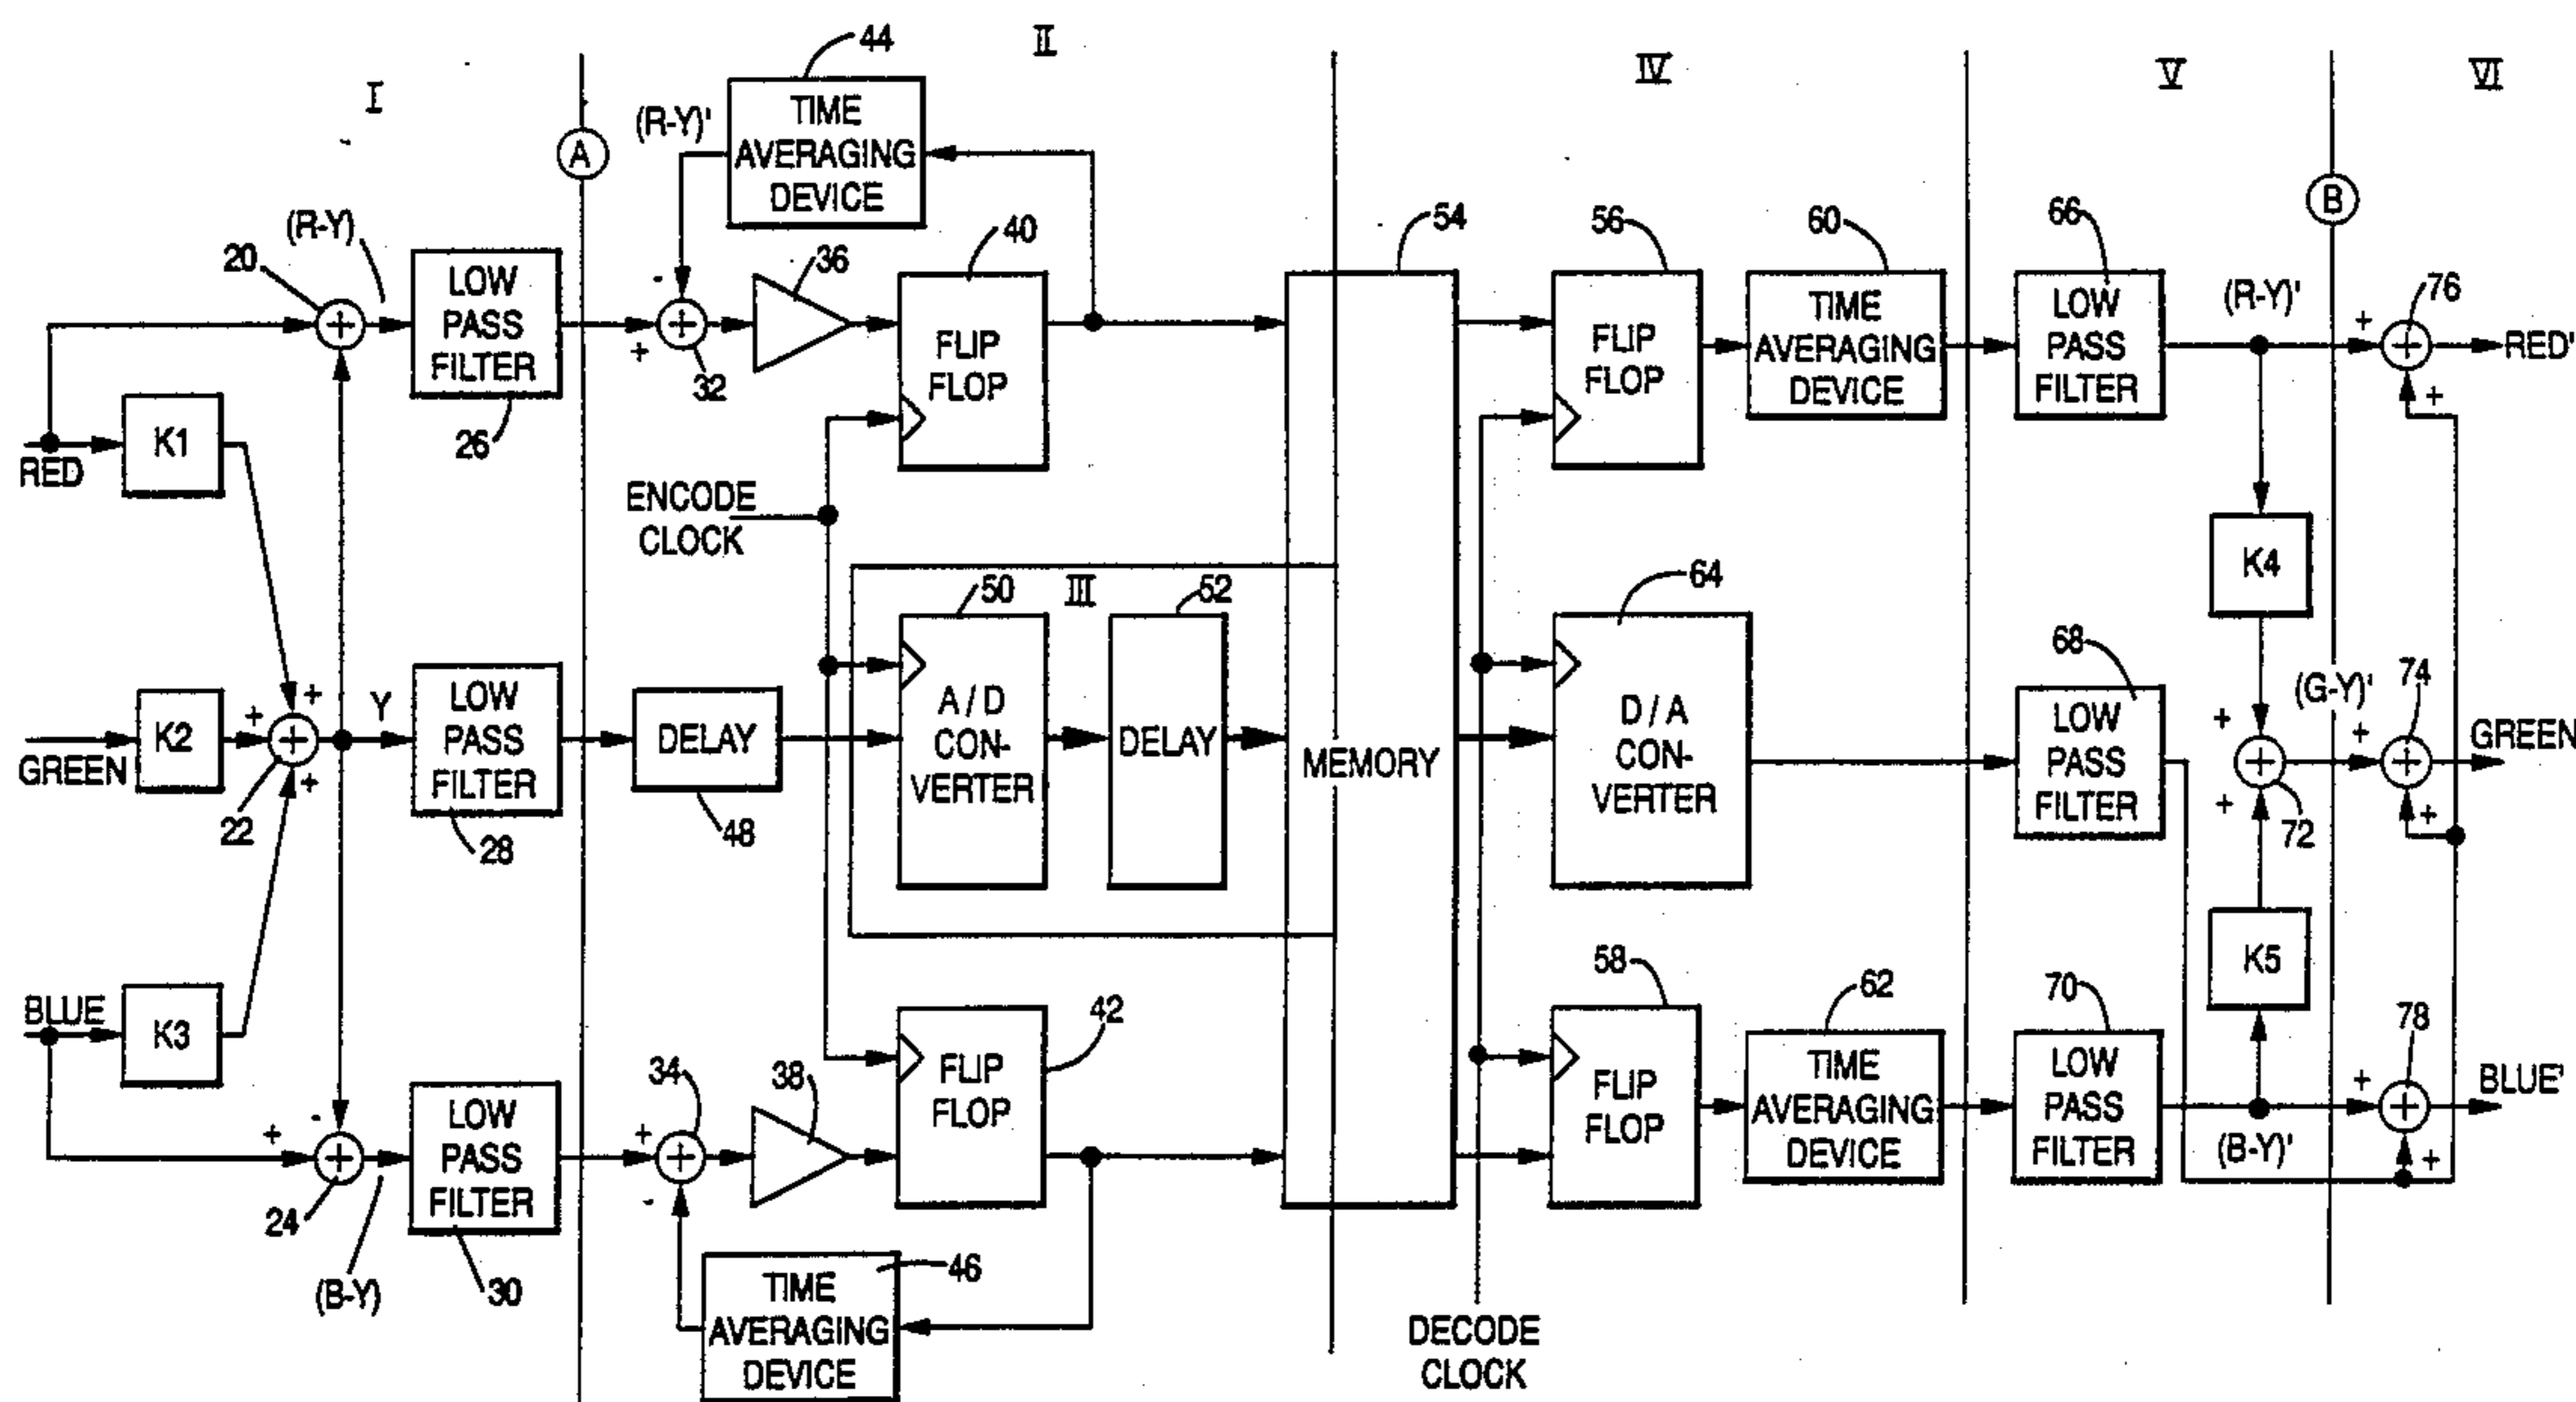 I
II
IV
V
VI
44
TIME
AVERAGING
DEVICE
(R-Y)'
A
B
(R-Y)
20
+
LOW
PASS
FILTER
26
-
+
+
32
36
40
FLIP
FLOP
54
56
FLIP
FLOP
60
TIME
AVERAGING
DEVICE
66
LOW
PASS
FILTER
(R-Y)'
+
+
76
+
RED'
K1
RED
ENCODE
CLOCK
K4
III
50
52
64
68
(G-Y)'
74
GREEN
K2
GREEN
+
+
+
+
22
Y
LOW
PASS
FILTER
28
DELAY
48
A / D
CON-
VERTER
DELAY
MEMORY
D / A
CON-
VERTER
LOW
PASS
FILTER
+
+
+
72
+
+
+
BLUE
K3
42
FLIP
FLOP
58
FLIP
FLOP
62
TIME
AVERAGING
DEVICE
70
LOW
PASS
FILTER
K5
78
BLUE'
+
-
+
24
(B-Y)
LOW
PASS
FILTER
30
34
+
+
-
38
(B-Y)'
+
+
+
46
TIME
AVERAGING
DEVICE
DECODE
CLOCK